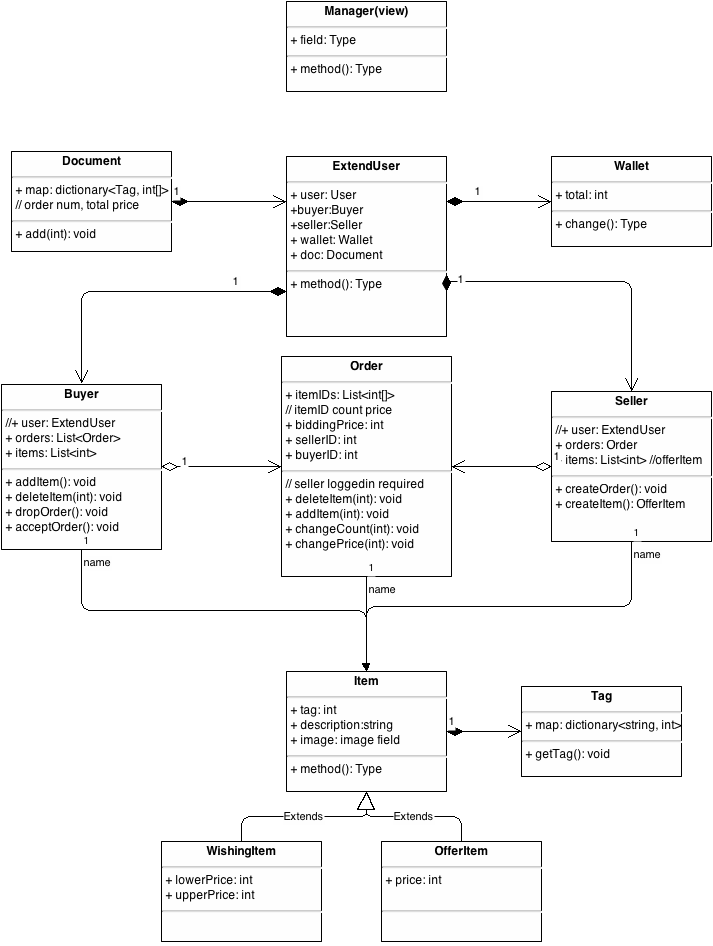 Manager(view)
+ field: Type
+ method(): Type
Document
+ map: dictionary<Tag, int[]>
// order num, total price
+ add(int): void
1
ExtendUser
+ user: User
+buyer:Buyer
+seller:Seller
+ wallet: Wallet
+ doc: Document
+ method(): Type
1
Wallet
+ total: int
+ change(): Type
1
1
Buyer
//+ user: ExtendUser
+ orders: List<Order>
+ items: List<int>
+ addItem(): void
+ deleteItem(int): void
+ dropOrder(): void
+ acceptOrder(): void
1
name
1
Order
+ itemIDs: List<int[]>
// itemID count price
+ biddingPrice: int
+ sellerID: int
+ buyerID: int
// seller loggedin required
+ deleteItem(int): void
+ addItem(int): void
+ changeCount(int): void
+ changePrice(int): void
1
name
Seller
//+ user: ExtendUser
+ orders: Order
1 items: List<int> //offerItem
+ createOrder(): void
+ createItem(): OfferItem
1
name
Item
+ tag: int
+ description:string
+ image: image field
+ method(): Type
1
Tag
+ map: dictionary<string, int>
+ getTag(): void
Extends
Extends
WishingItem
+ lowerPrice: int
+ upperPrice: int
OfferItem
+ price: int